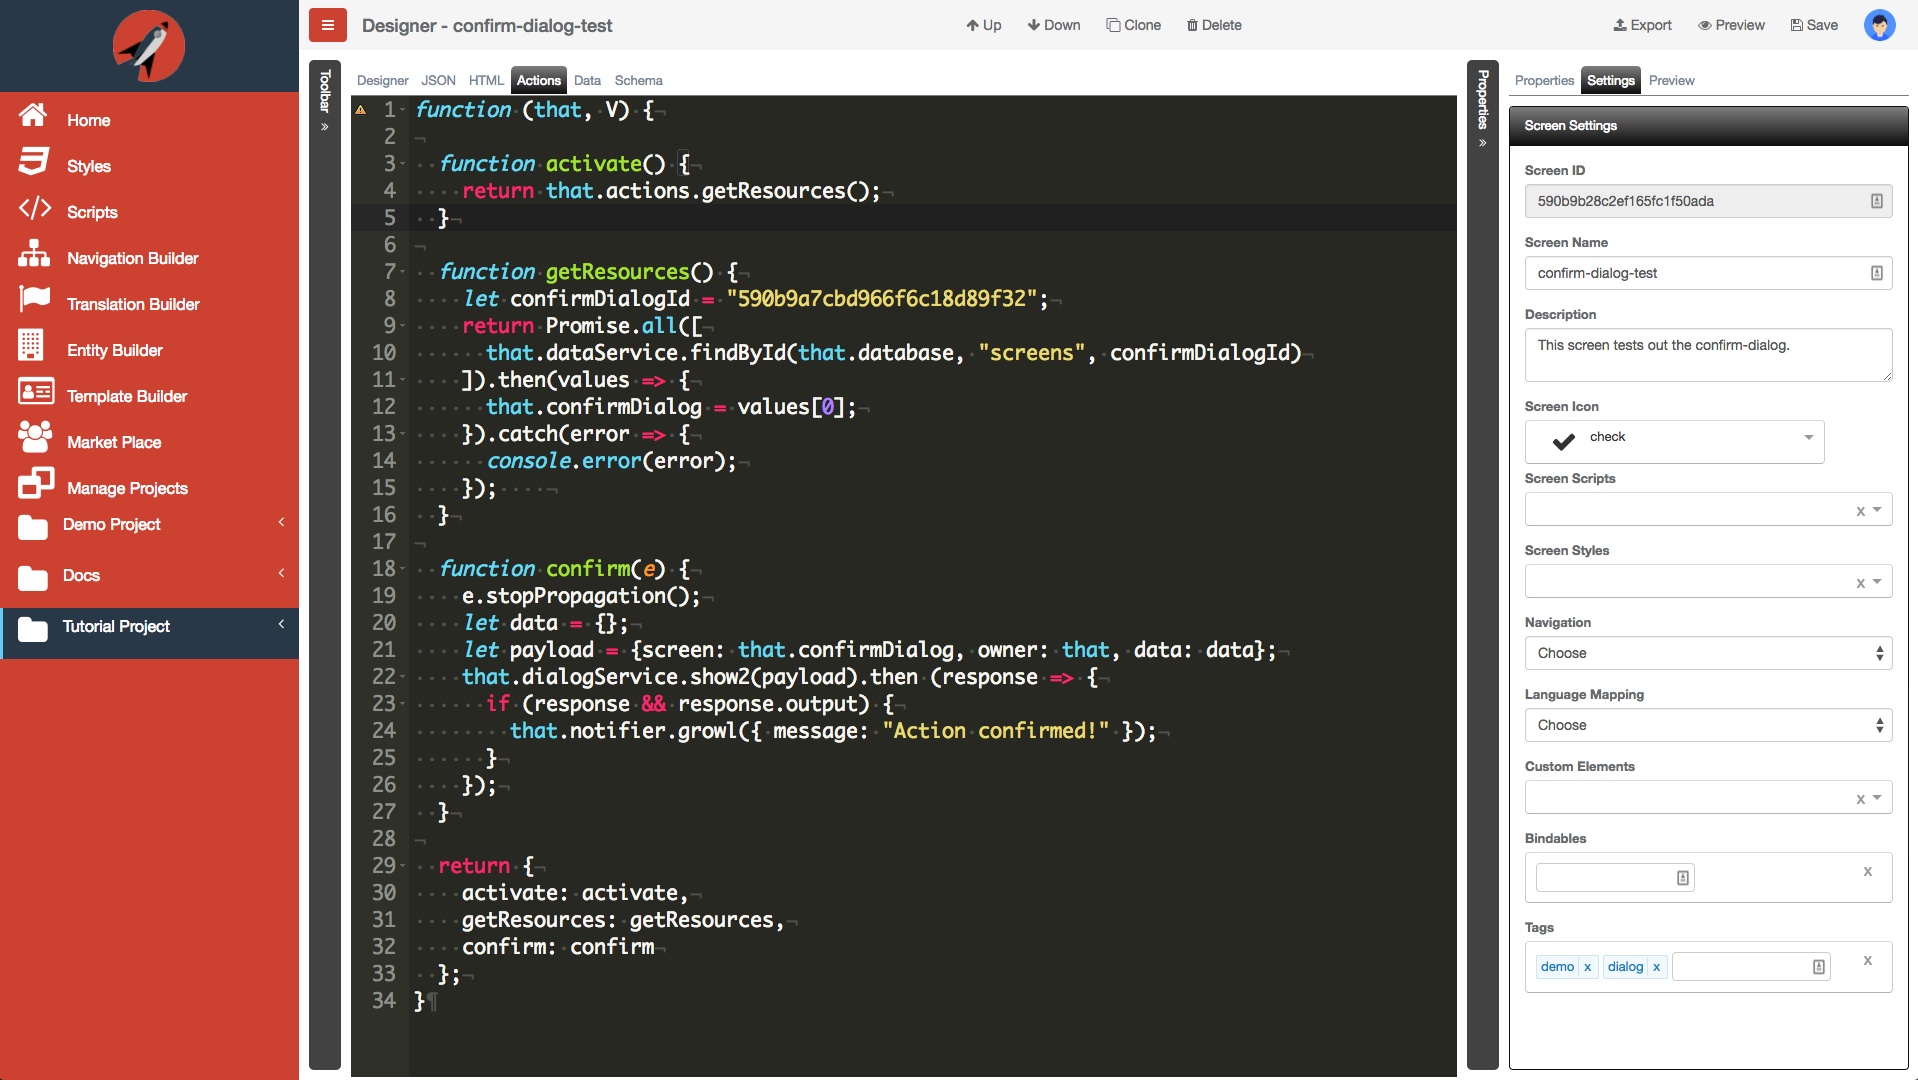 Designer - confirm-dialog-test
Up
Down
Clone
Delete
Export
Preview
Save
Home
Styles
Scripts
Navigation Builder
Translation Builder
Entity Builder
Template Builder
Market Place
Manage Projects
Demo Project
Docs
Tutorial Project
Toolbar »
Designer JSON HTML Actions Data Schema
1 function (that, V) {
2
3   function activate() {
4     return that.actions.getResources();
5   }
6
7   function getResources() {
8     let confirmDialogId = "590b9a7cbd966f6c18d89f32";
9     return Promise.all([
10       that.dataService.findById(that.database, "screens", confirmDialogId)
11     ]).then(values => {
12       that.confirmDialog = values[0];
13     }).catch(error => {
14       console.error(error);
15     });
16   }
17
18   function confirm(e) {
19     e.stopPropagation();
20     let data = {};
21     let payload = {screen: that.confirmDialog, owner: that, data: data};
22     that.dialogService.show2(payload).then (response => {
23       if (response && response.output) {
24         that.notifier.growl({ message: "Action confirmed!" });
25       }
26     });
27   }
28
29   return {
30     activate: activate,
31     getResources: getResources,
32     confirm: confirm
33   };
34 }
Properties »
Properties Settings Preview
Screen Settings
Screen ID
590b9b28c2ef165fc1f50ada
Screen Name
confirm-dialog-test
Description
This screen tests out the confirm-dialog.
Screen Icon
check
Screen Scripts
x
Screen Styles
x
Navigation
Choose
Language Mapping
Choose
Custom Elements
x
Bindables
x
Tags
demo x dialog x
x